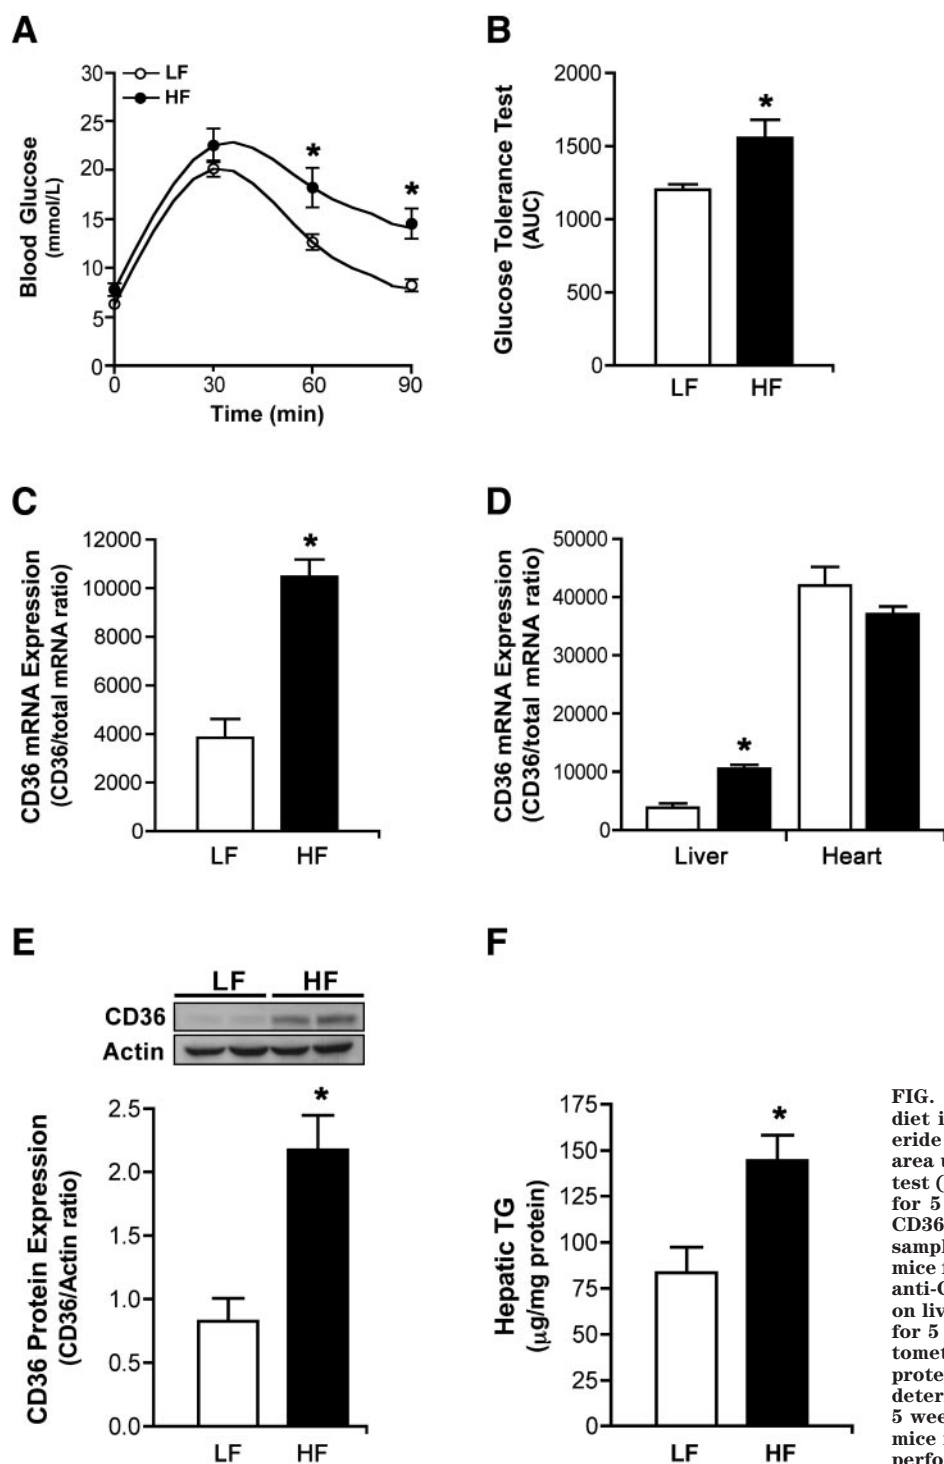 A
Blood Glucose
(mmol/L)
30
25
20
15
10
5
0
LF
HF
*
*
0 30 60 90
Time (min)
B
Glucose Tolerance Test
(AUC)
2000
1500
1000
500
0
*
LF HF
C
CD36 mRNA Expression
(CD36/total mRNA ratio)
12000
10000
8000
6000
4000
2000
0
*
LF HF
D
CD36 mRNA Expression
(CD36/total mRNA ratio)
50000
40000
30000
20000
10000
0
*
Liver Heart
E
LF HF
CD36
Actin
CD36 Protein Expression
(CD36/Actin ratio)
2.5
2.0
1.5
1.0
0.5
0.0
*
LF HF
F
Hepatic TG
(μg/mg protein)
175
150
125
100
75
50
25
0
*
LF HF
FIG.
diet i
eride
area u
test (
for 5
CD36
sampl
mice f
anti-C
on liv
for 5
tomet
prote
deter
5 wee
mice
perfo